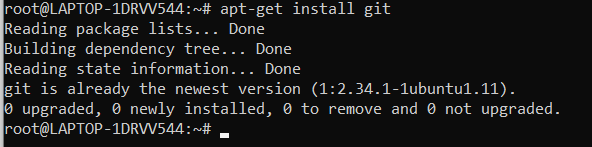 root@LAPTOP-1DRVV544:~# apt-get install git
Reading package lists... Done
Building dependency tree... Done
Reading state information... Done
git is already the newest version (1:2.34.1-1ubuntu1.11).
0 upgraded, 0 newly installed, 0 to remove and 0 not upgraded.
root@LAPTOP-1DRVV544:~#